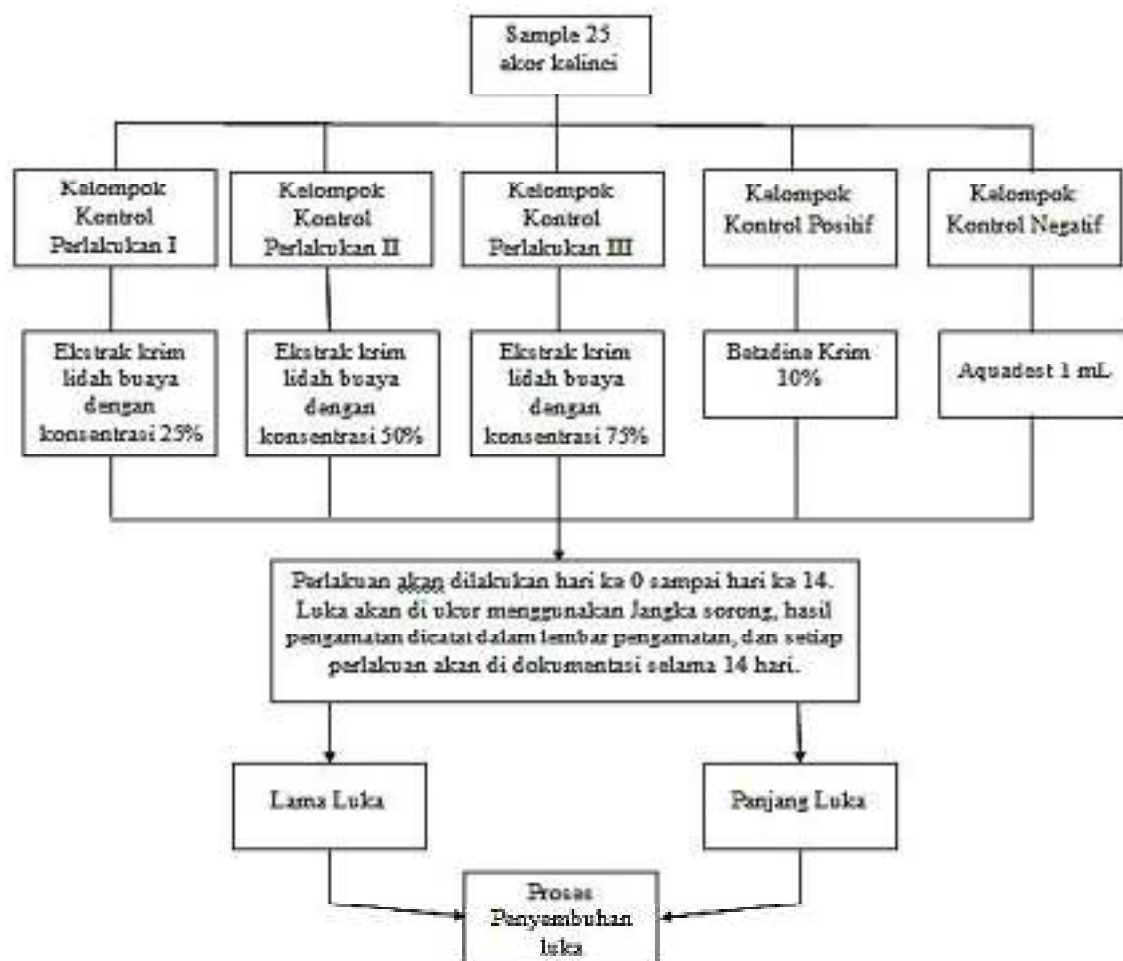 Sample 25
ekor kelinci
Kelompok
Kontrol
Perlakukan I
Kelompok
Kontrol
Perlakukan II
Kelompok
Kontrol
Perlakukan III
Kelompok
Kontrol Positif
Kelompok
Kontrol Negatif
Ekstrak krim
lidah buaya
dengan
konsentrasi 25%
Ekstrak krim
lidah buaya
dengan
konsentrasi 50%
Ekstrak krim
lidah buaya
dengan
konsentrasi 75%
Betadine Krim
10%
Aquadest 1 mL
Perlakuan akan dilakukan hari ke 0 sampai hari ke 14.
Luka akan di ukur menggunakan Jangka sorong, hasil
pengamatan dicatat dalam lembar pengamatan, dan setiap
perlakuan akan di dokumentasi selama 14 hari.
Lama Luka
Panjang Luka
Proses
Penyembuhan
luka